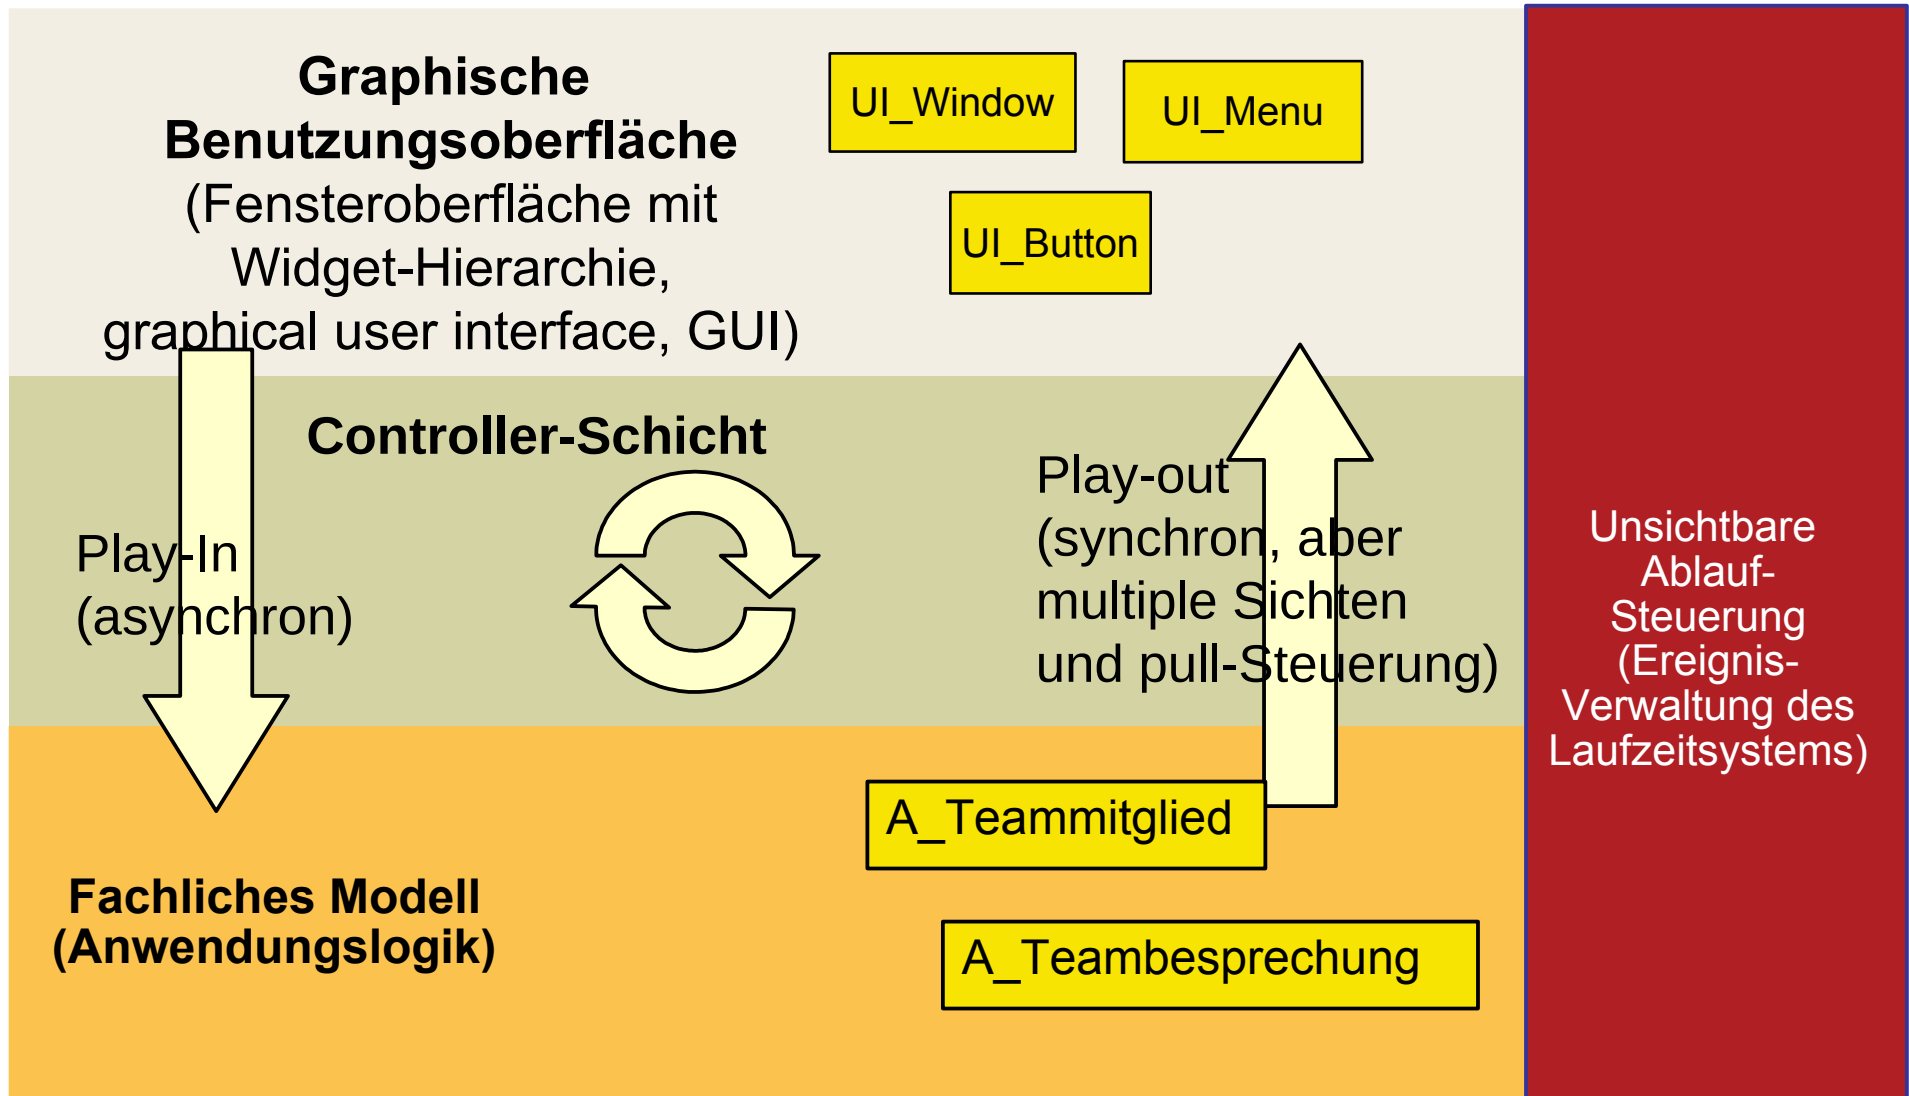 Graphische
Benutzungsoberfläche
(Fensteroberfläche mit
Widget-Hierarchie,
graphical user interface, GUI)
UI_Window
UI_Menu
UI_Button
Controller-Schicht
Play-In
(asynchron)
Play-out
(synchron, aber
multiple Sichten
und pull-Steuerung)
Fachliches Modell
(Anwendungslogik)
A_Teammitglied
A_Teambesprechung
Unsichtbare
Ablauf-
Steuerung
(Ereignis-
Verwaltung des
Laufzeitsystems)